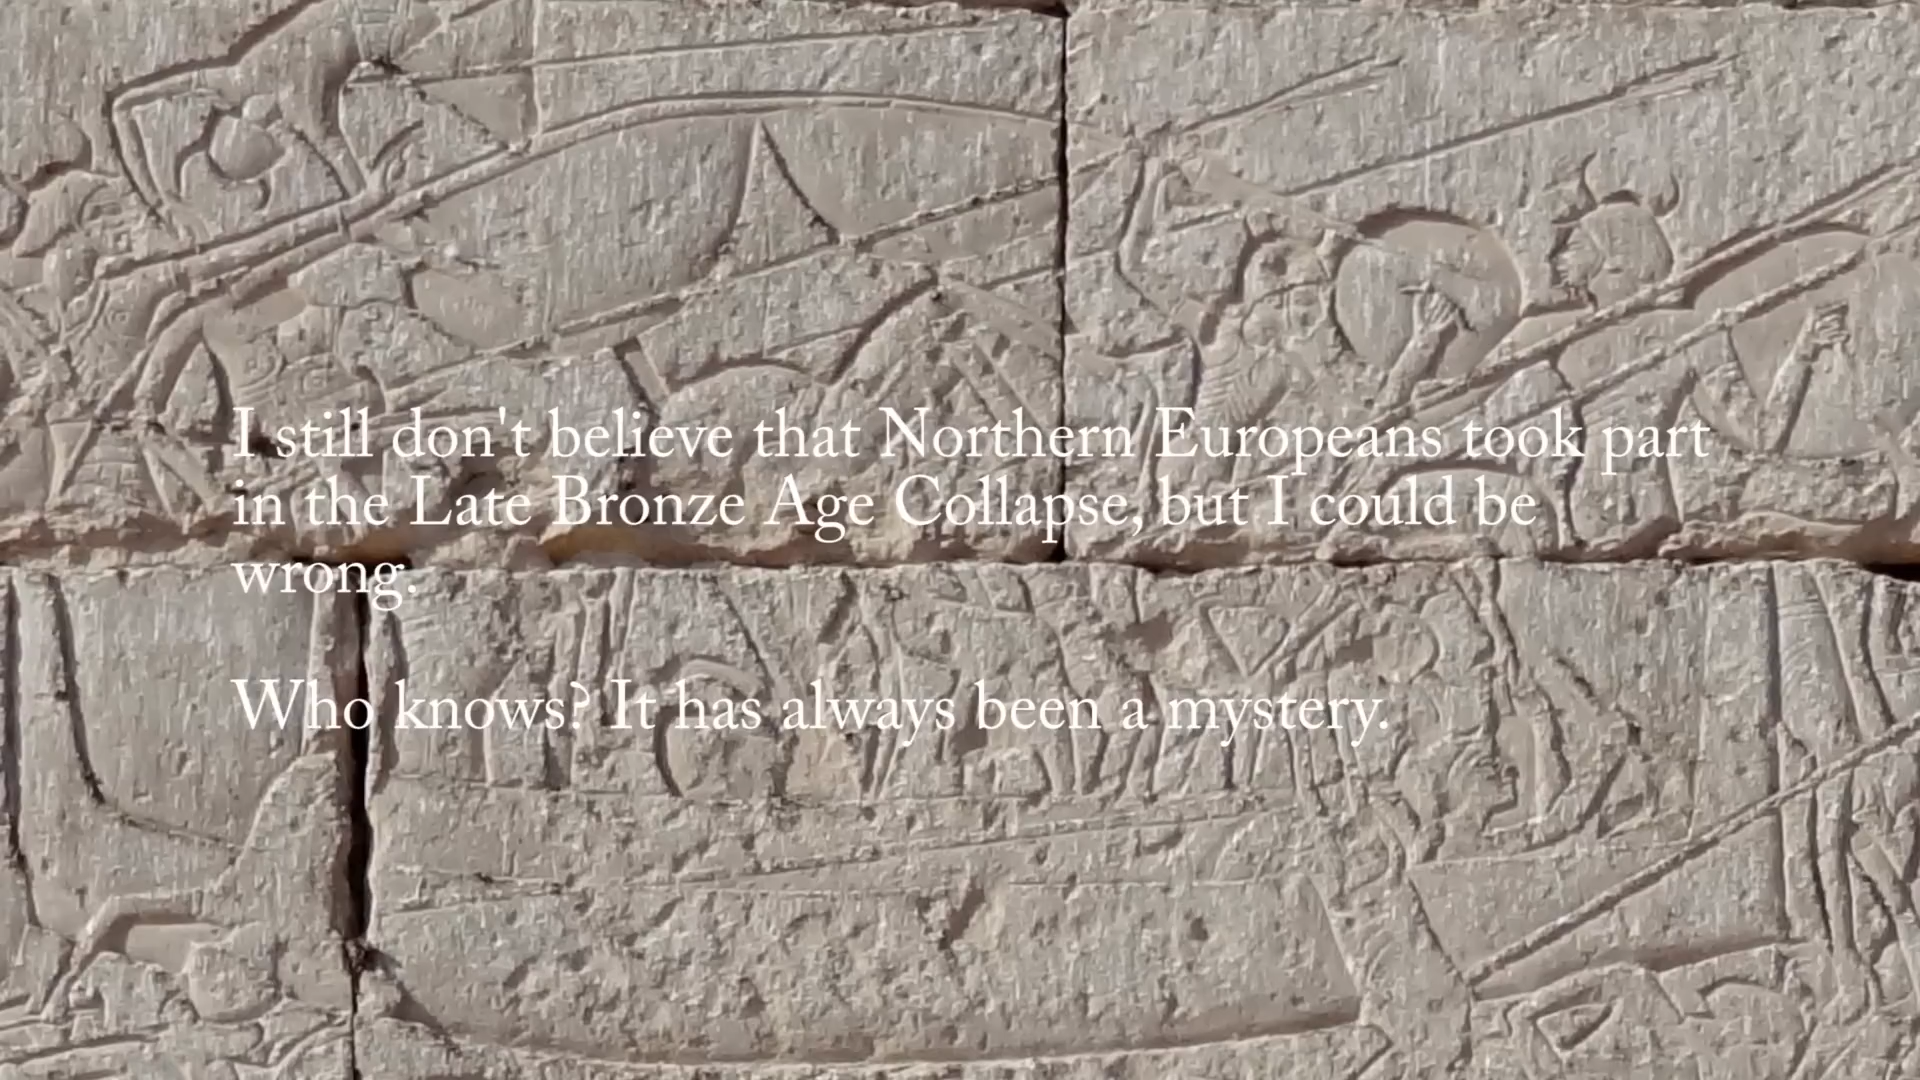 I still don't believe that Northern Europeans took part
in the Late Bronze Age Collapse, but I could be
wrong.
Who knows? It has always been a mystery.